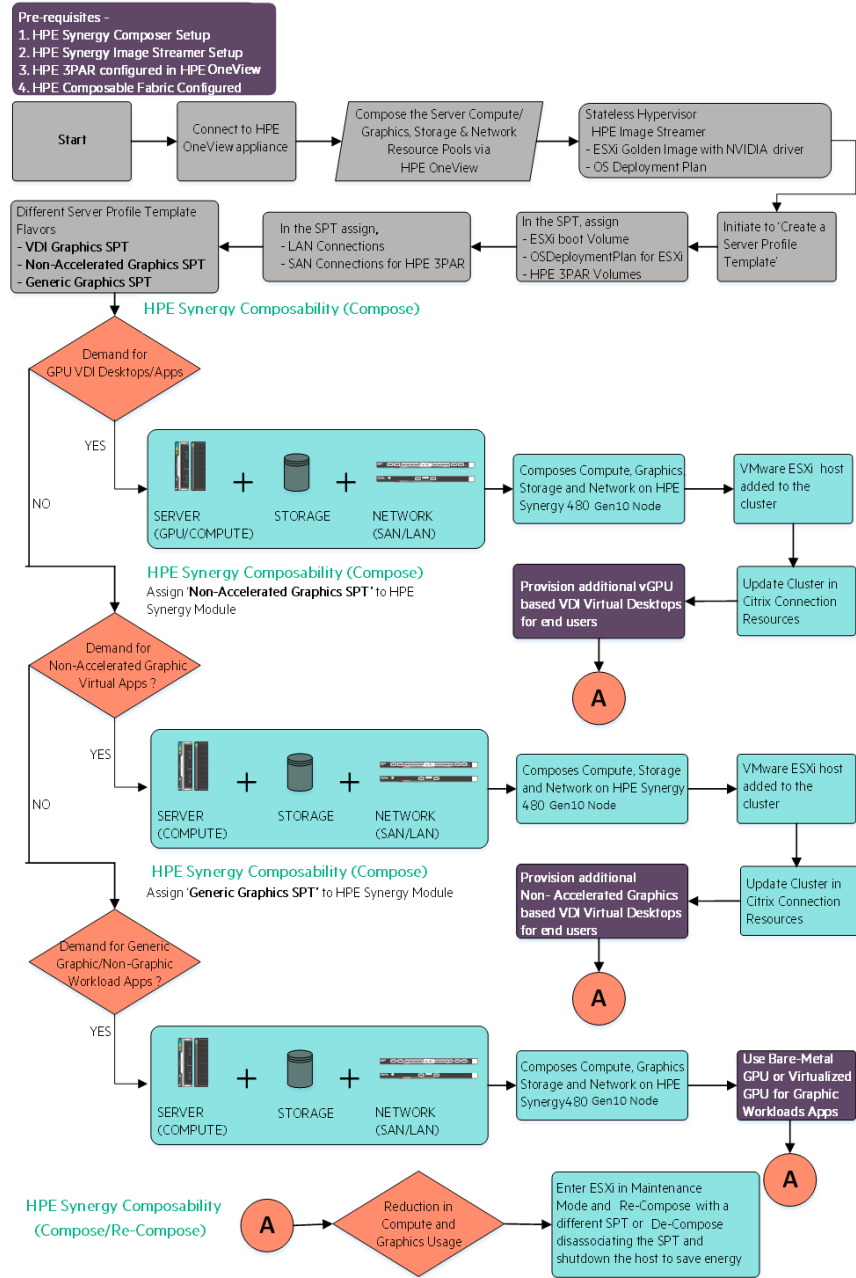 Pre-requisites -
1. HPE Synergy Composer Setup
2. HPE Synergy Image Streamer Setup
3. HPE 3PAR configured in HPE OneView
4. HPE Composable Fabric Configured
Start
Connect to HPE
OneView appliance
Compose the Server Compute/
Graphics, Storage & Network
Resource Pools via
HPE OneView
Stateless Hypervisor
HPE Image Streamer
- ESXi Golden Image with NVIDIA driver
- OS Deployment Plan
Initiate to ‘Create a
Server Profile
Template’
In the SPT, assign
- ESXi boot Volume
- OSDeploymentPlan for ESXi
- HPE 3PAR Volumes
In the SPT assign,
- LAN Connections
- SAN Connections for HPE 3PAR
Different Server Profile Template
Flavors
- VDI Graphics SPT
- Non-Accelerated Graphics SPT
- Generic Graphics SPT
HPE Synergy Composability (Compose)
Demand for
GPU VDI Desktops/Apps
YES
NO
SERVER
(GPU/COMPUTE)
+
STORAGE
+
NETWORK
(SAN/LAN)
Composes Compute, Graphics,
Storage and Network on HPE
Synergy 480 Gen10 Node
VMware ESXi host
added to the
cluster
Update Cluster in
Citrix Connection
Resources
Provision additional vGPU
based VDI Virtual Desktops
for end users
A
HPE Synergy Composability (Compose)
Assign ‘Non-Accelerated Graphics SPT’ to HPE
Synergy Module
Demand for
Non-Accelerated Graphic
Virtual Apps ?
YES
NO
SERVER
(COMPUTE)
+
STORAGE
+
NETWORK
(SAN/LAN)
Composes Compute, Storage
and Network on HPE Synergy
480 Gen10 Node
VMware ESXi host
added to the
cluster
Update Cluster in
Citrix Connection
Resources
Provision additional
Non- Accelerated Graphics
based VDI Virtual Desktops
for end users
A
HPE Synergy Composability (Compose)
Assign ‘Generic Graphics SPT’ to HPE Synergy Module
Demand for Generic
Graphic/Non-Graphic
Workload Apps ?
YES
SERVER
(COMPUTE)
+
STORAGE
+
NETWORK
(SAN/LAN)
Composes Compute, Graphics
Storage and Network on HPE
Synergy480 Gen10 Node
Use Bare-Metal
GPU or Virtualized
GPU for Graphic
Workloads Apps
A
HPE Synergy Composability
(Compose/Re-Compose)
A
Reduction in
Compute and
Graphics Usage
Enter ESXi in Maintenance
Mode and Re-Compose with a
different SPT or De-Compose
disassociating the SPT and
shutdown the host to save energy